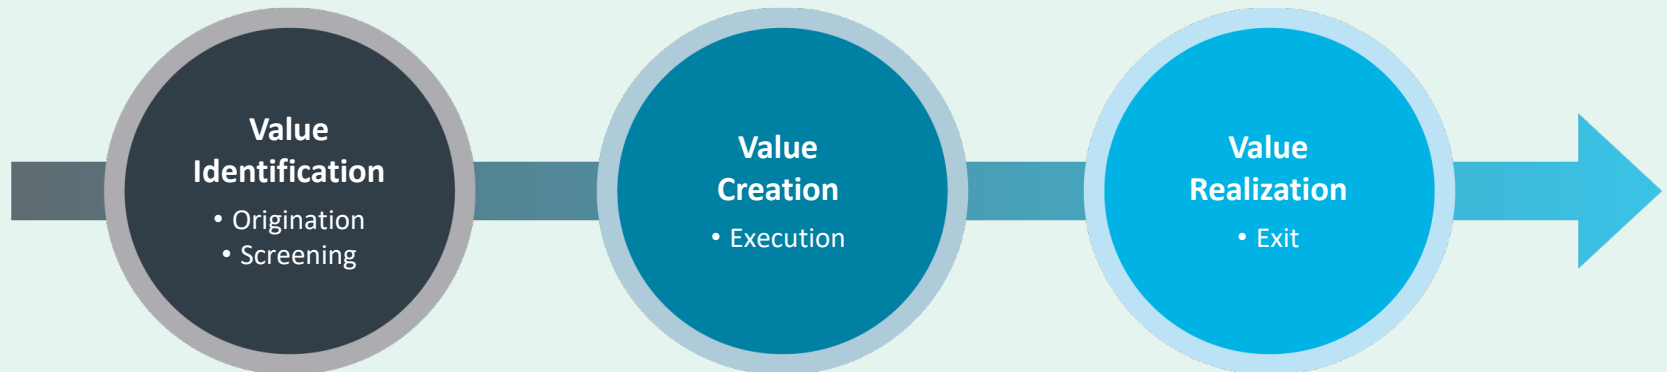 Value
Identification
• Origination
• Screening
Value
Creation
• Execution
Value
Realization
• Exit